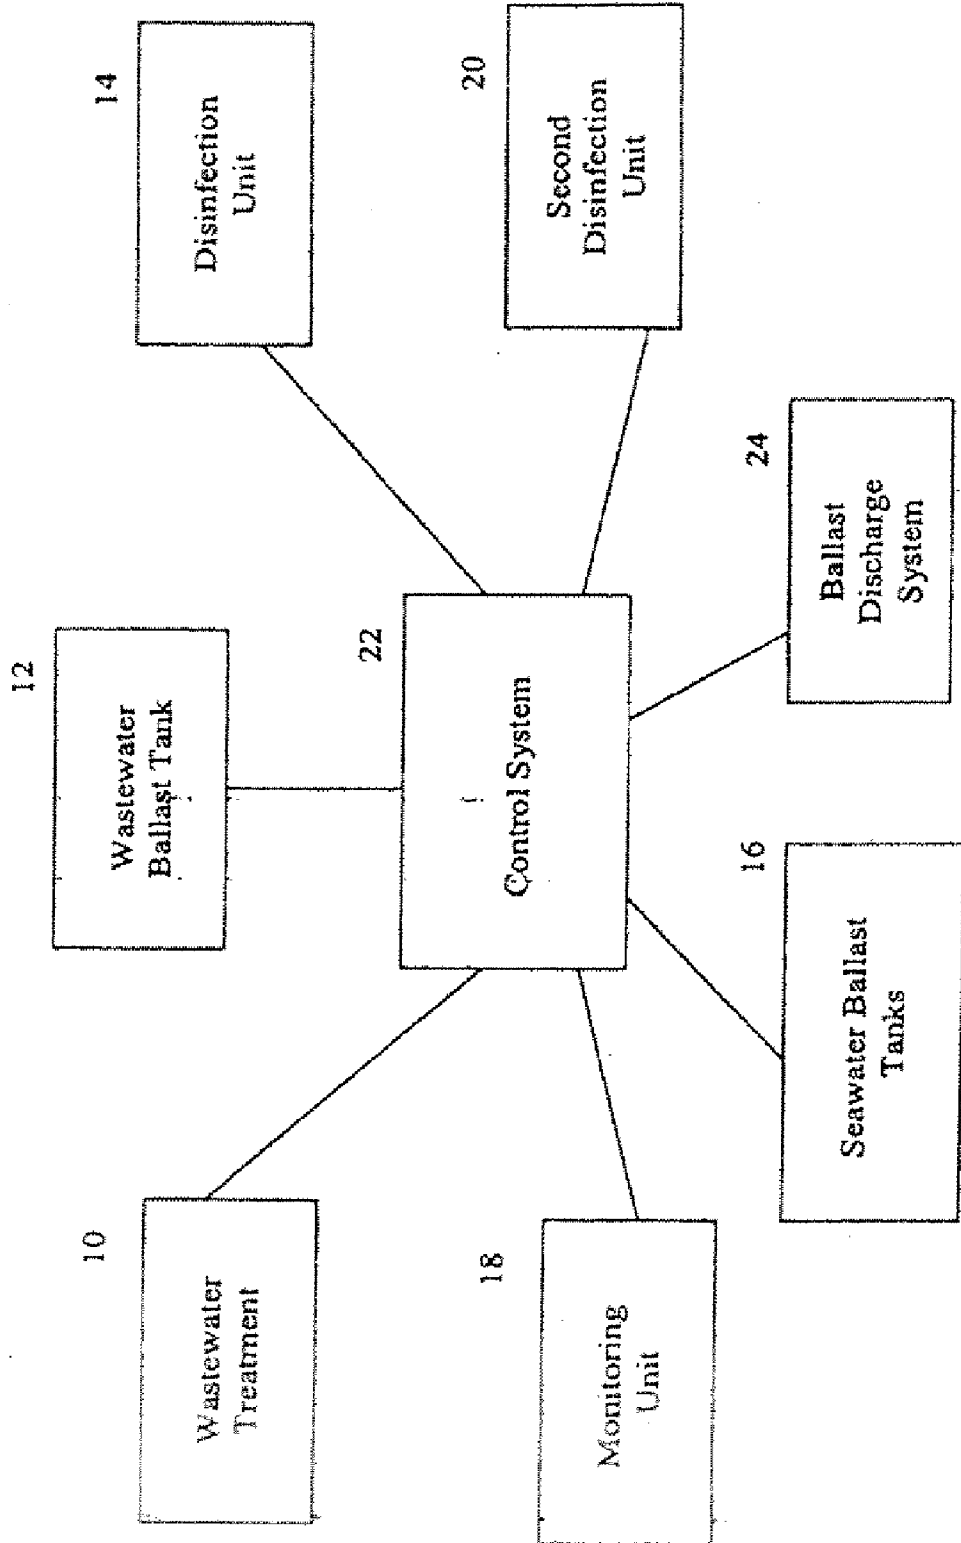 12
Wastewater
Ballast Tank
10
Wastewater
Treatment
14
Disinfection
Unit
22
Control System
18
Monitoring
Unit
20
Second
Disinfection
Unit
16
Seawater Ballast
Tanks
24
Ballast
Discharge
System